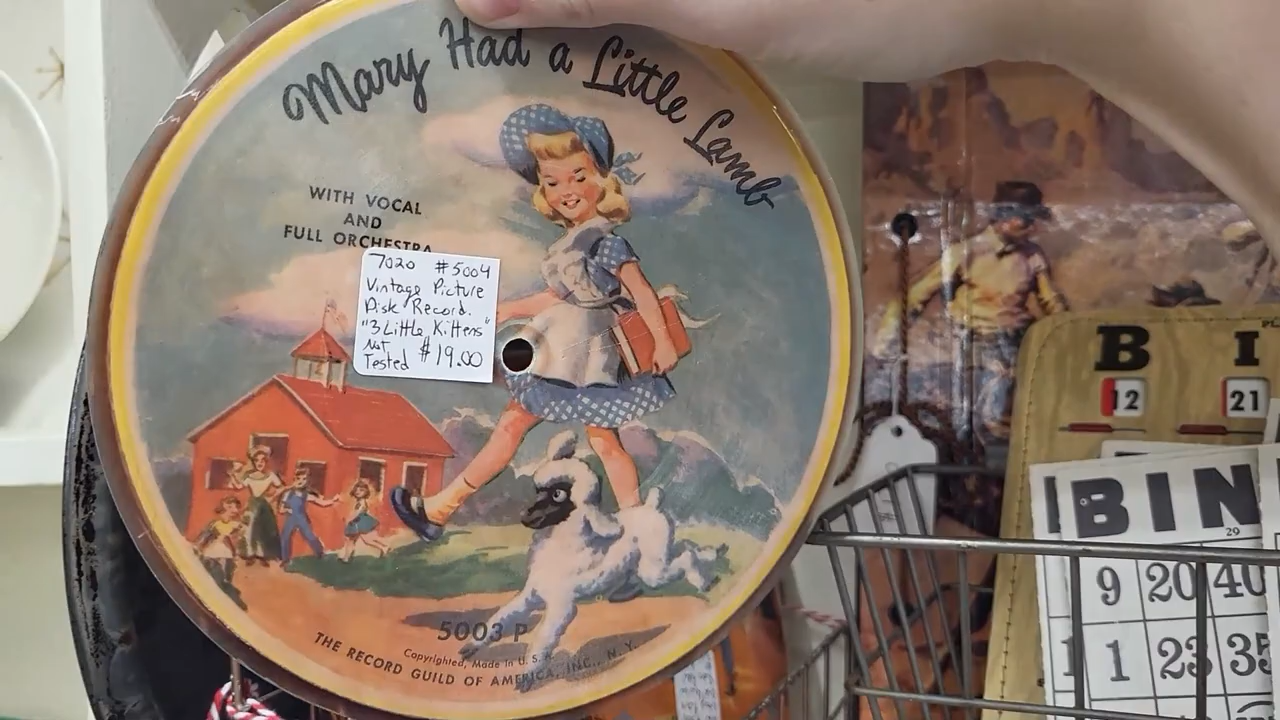 Mary Had a Little Lamb
WITH VOCAL
AND
FULL ORCHESTRA
7020 #5004
Vintage Picture
Disk Record.
"3 Little Kittens"
Not
Tested $19.00
5003 P
Copyrighted, Made In U. S. A.
THE RECORD GUILD OF AMERICA, INC., N. Y.
B I
12 21
BIN
29
9 20 40
1 1 23 35